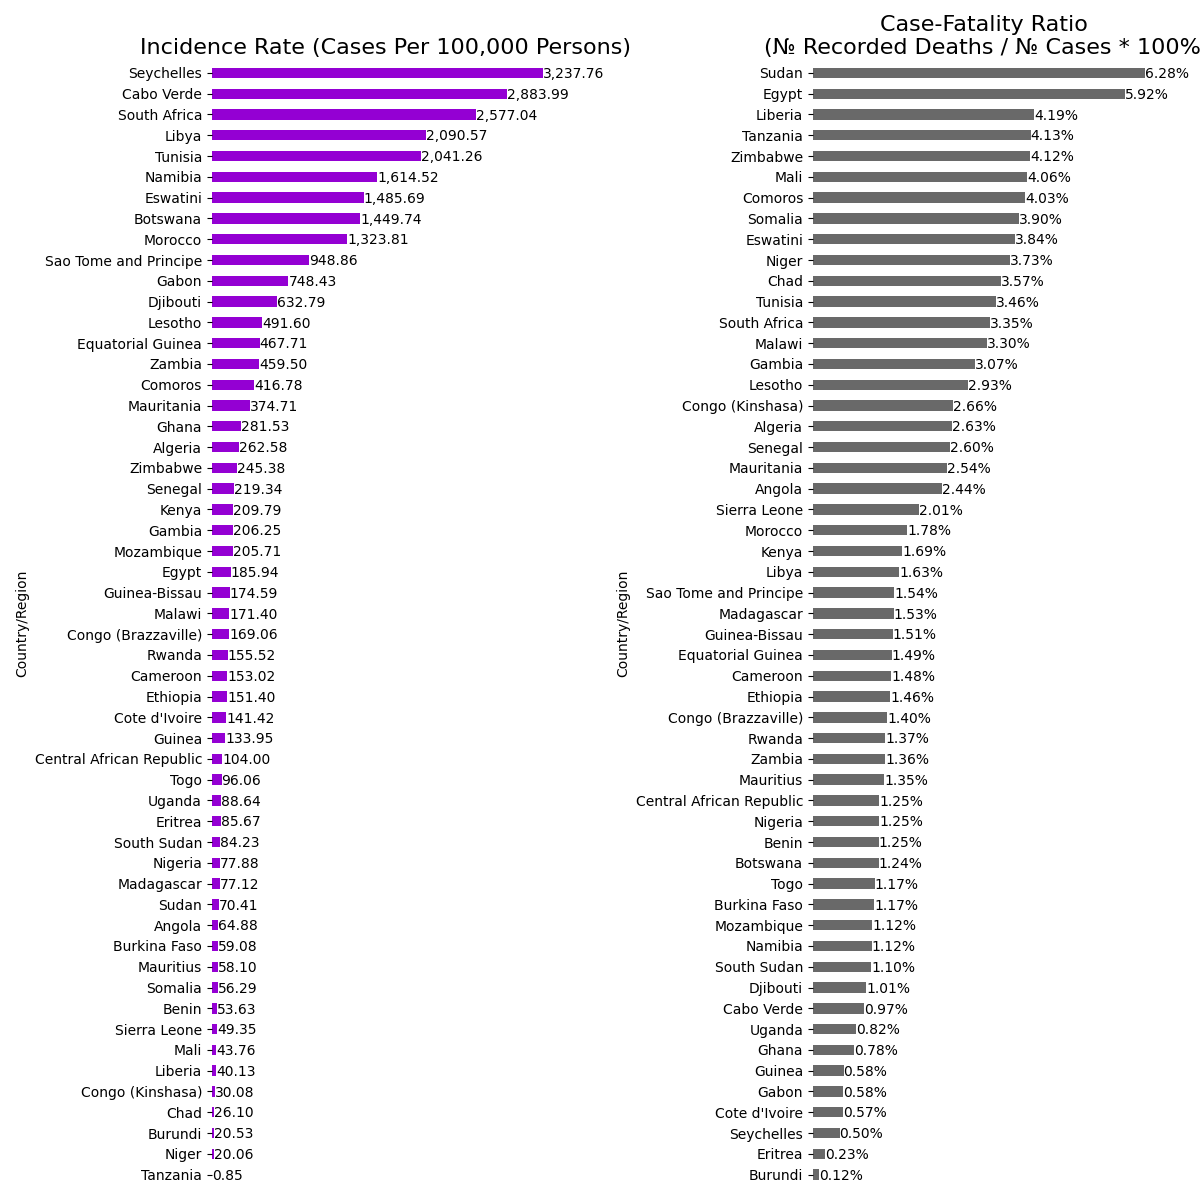 Incidence Rate (Cases Per 100,000 Persons)
Country/Region
Seychelles 3,237.76
Cabo Verde 2,883.99
South Africa 2,577.04
Libya 2,090.57
Tunisia 2,041.26
Namibia 1,614.52
Eswatini 1,485.69
Botswana 1,449.74
Morocco 1,323.81
Sao Tome and Principe 948.86
Gabon 748.43
Djibouti 632.79
Lesotho 491.60
Equatorial Guinea 467.71
Zambia 459.50
Comoros 416.78
Mauritania 374.71
Ghana 281.53
Algeria 262.58
Zimbabwe 245.38
Senegal 219.34
Kenya 209.79
Gambia 206.25
Mozambique 205.71
Egypt 185.94
Guinea-Bissau 174.59
Malawi 171.40
Congo (Brazzaville) 169.06
Rwanda 155.52
Cameroon 153.02
Ethiopia 151.40
Cote d'Ivoire 141.42
Guinea 133.95
Central African Republic 104.00
Togo 96.06
Uganda 88.64
Eritrea 85.67
South Sudan 84.23
Nigeria 77.88
Madagascar 77.12
Sudan 70.41
Angola 64.88
Burkina Faso 59.08
Mauritius 58.10
Somalia 56.29
Benin 53.63
Sierra Leone 49.35
Mali 43.76
Liberia 40.13
Congo (Kinshasa) 30.08
Chad 26.10
Burundi 20.53
Niger 20.06
Tanzania 0.85
Case-Fatality Ratio
(№ Recorded Deaths / № Cases * 100%
Country/Region
Sudan 6.28%
Egypt 5.92%
Liberia 4.19%
Tanzania 4.13%
Zimbabwe 4.12%
Mali 4.06%
Comoros 4.03%
Somalia 3.90%
Eswatini 3.84%
Niger 3.73%
Chad 3.57%
Tunisia 3.46%
South Africa 3.35%
Malawi 3.30%
Gambia 3.07%
Lesotho 2.93%
Congo (Kinshasa) 2.66%
Algeria 2.63%
Senegal 2.60%
Mauritania 2.54%
Angola 2.44%
Sierra Leone 2.01%
Morocco 1.78%
Kenya 1.69%
Libya 1.63%
Sao Tome and Principe 1.54%
Madagascar 1.53%
Guinea-Bissau 1.51%
Equatorial Guinea 1.49%
Cameroon 1.48%
Ethiopia 1.46%
Congo (Brazzaville) 1.40%
Rwanda 1.37%
Zambia 1.36%
Mauritius 1.35%
Central African Republic 1.25%
Nigeria 1.25%
Benin 1.25%
Botswana 1.24%
Togo 1.17%
Burkina Faso 1.17%
Mozambique 1.12%
Namibia 1.12%
South Sudan 1.10%
Djibouti 1.01%
Cabo Verde 0.97%
Uganda 0.82%
Ghana 0.78%
Guinea 0.58%
Gabon 0.58%
Cote d'Ivoire 0.57%
Seychelles 0.50%
Eritrea 0.23%
Burundi 0.12%